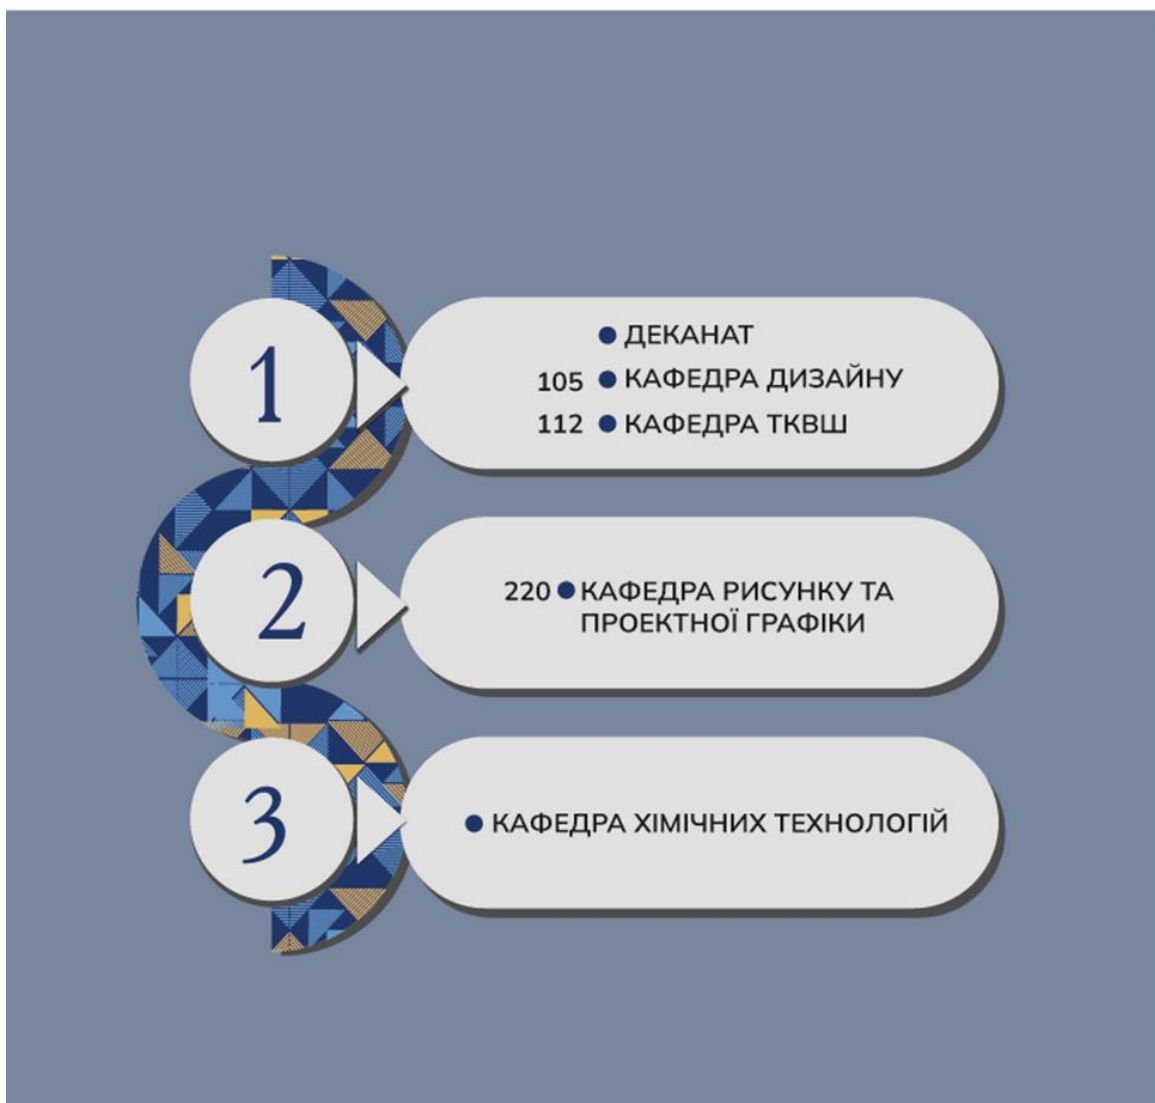 1
ДЕКАНАТ
105 КАФЕДРА ДИЗАЙНУ
112 КАФЕДРА ТКВШ
2
220 КАФЕДРА РИСУНКУ ТА
ПРОЕКТНОЇ ГРАФІКИ
3
КАФЕДРА ХІМІЧНИХ ТЕХНОЛОГІЙ